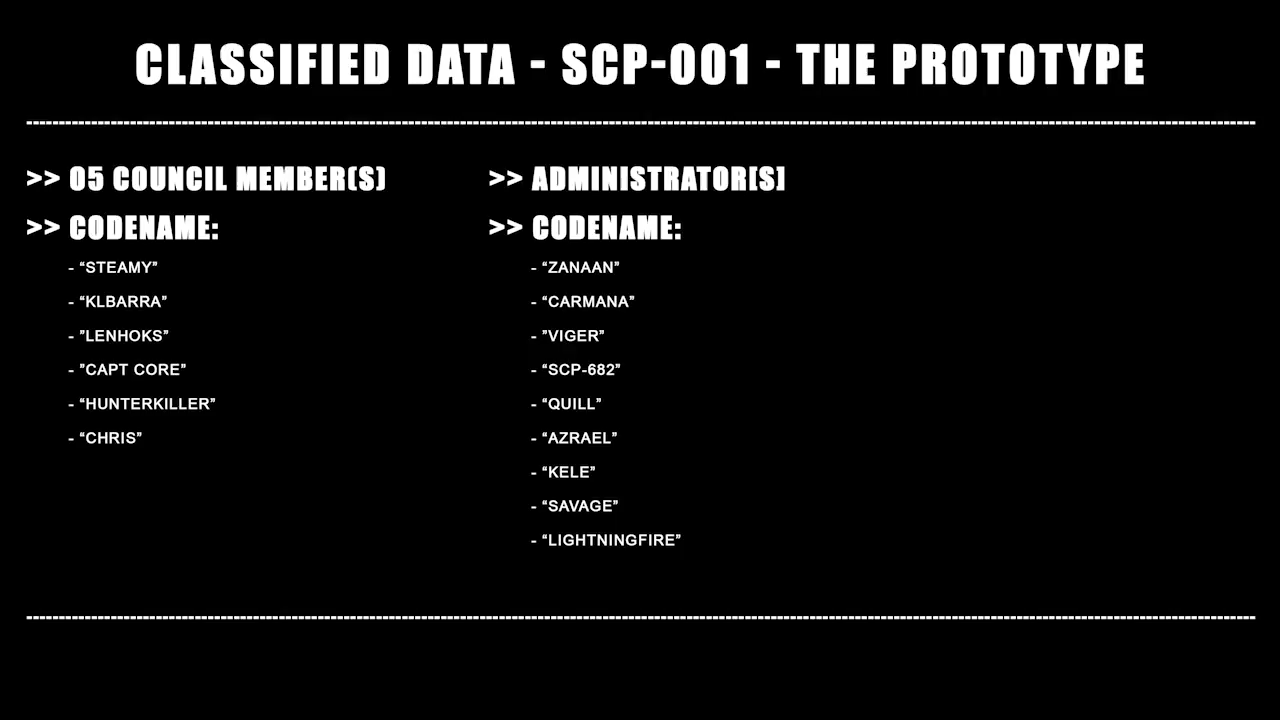 CLASSIFIED DATA - SCP-001 - THE PROTOTYPE
--------------------------------------------------------------------------------
>> O5 COUNCIL MEMBER(S)
>> CODENAME:
- “STEAMY”
- “KLBARRA”
- ”LENHOKS”
- ”CAPT CORE”
- “HUNTERKILLER”
- “CHRIS”
>> ADMINISTRATOR[S]
>> CODENAME:
- “ZANAAN”
- “CARMANA”
- ”VIGER”
- “SCP-682”
- “QUILL”
- “AZRAEL”
- “KELE”
- “SAVAGE”
- “LIGHTNINGFIRE”
--------------------------------------------------------------------------------